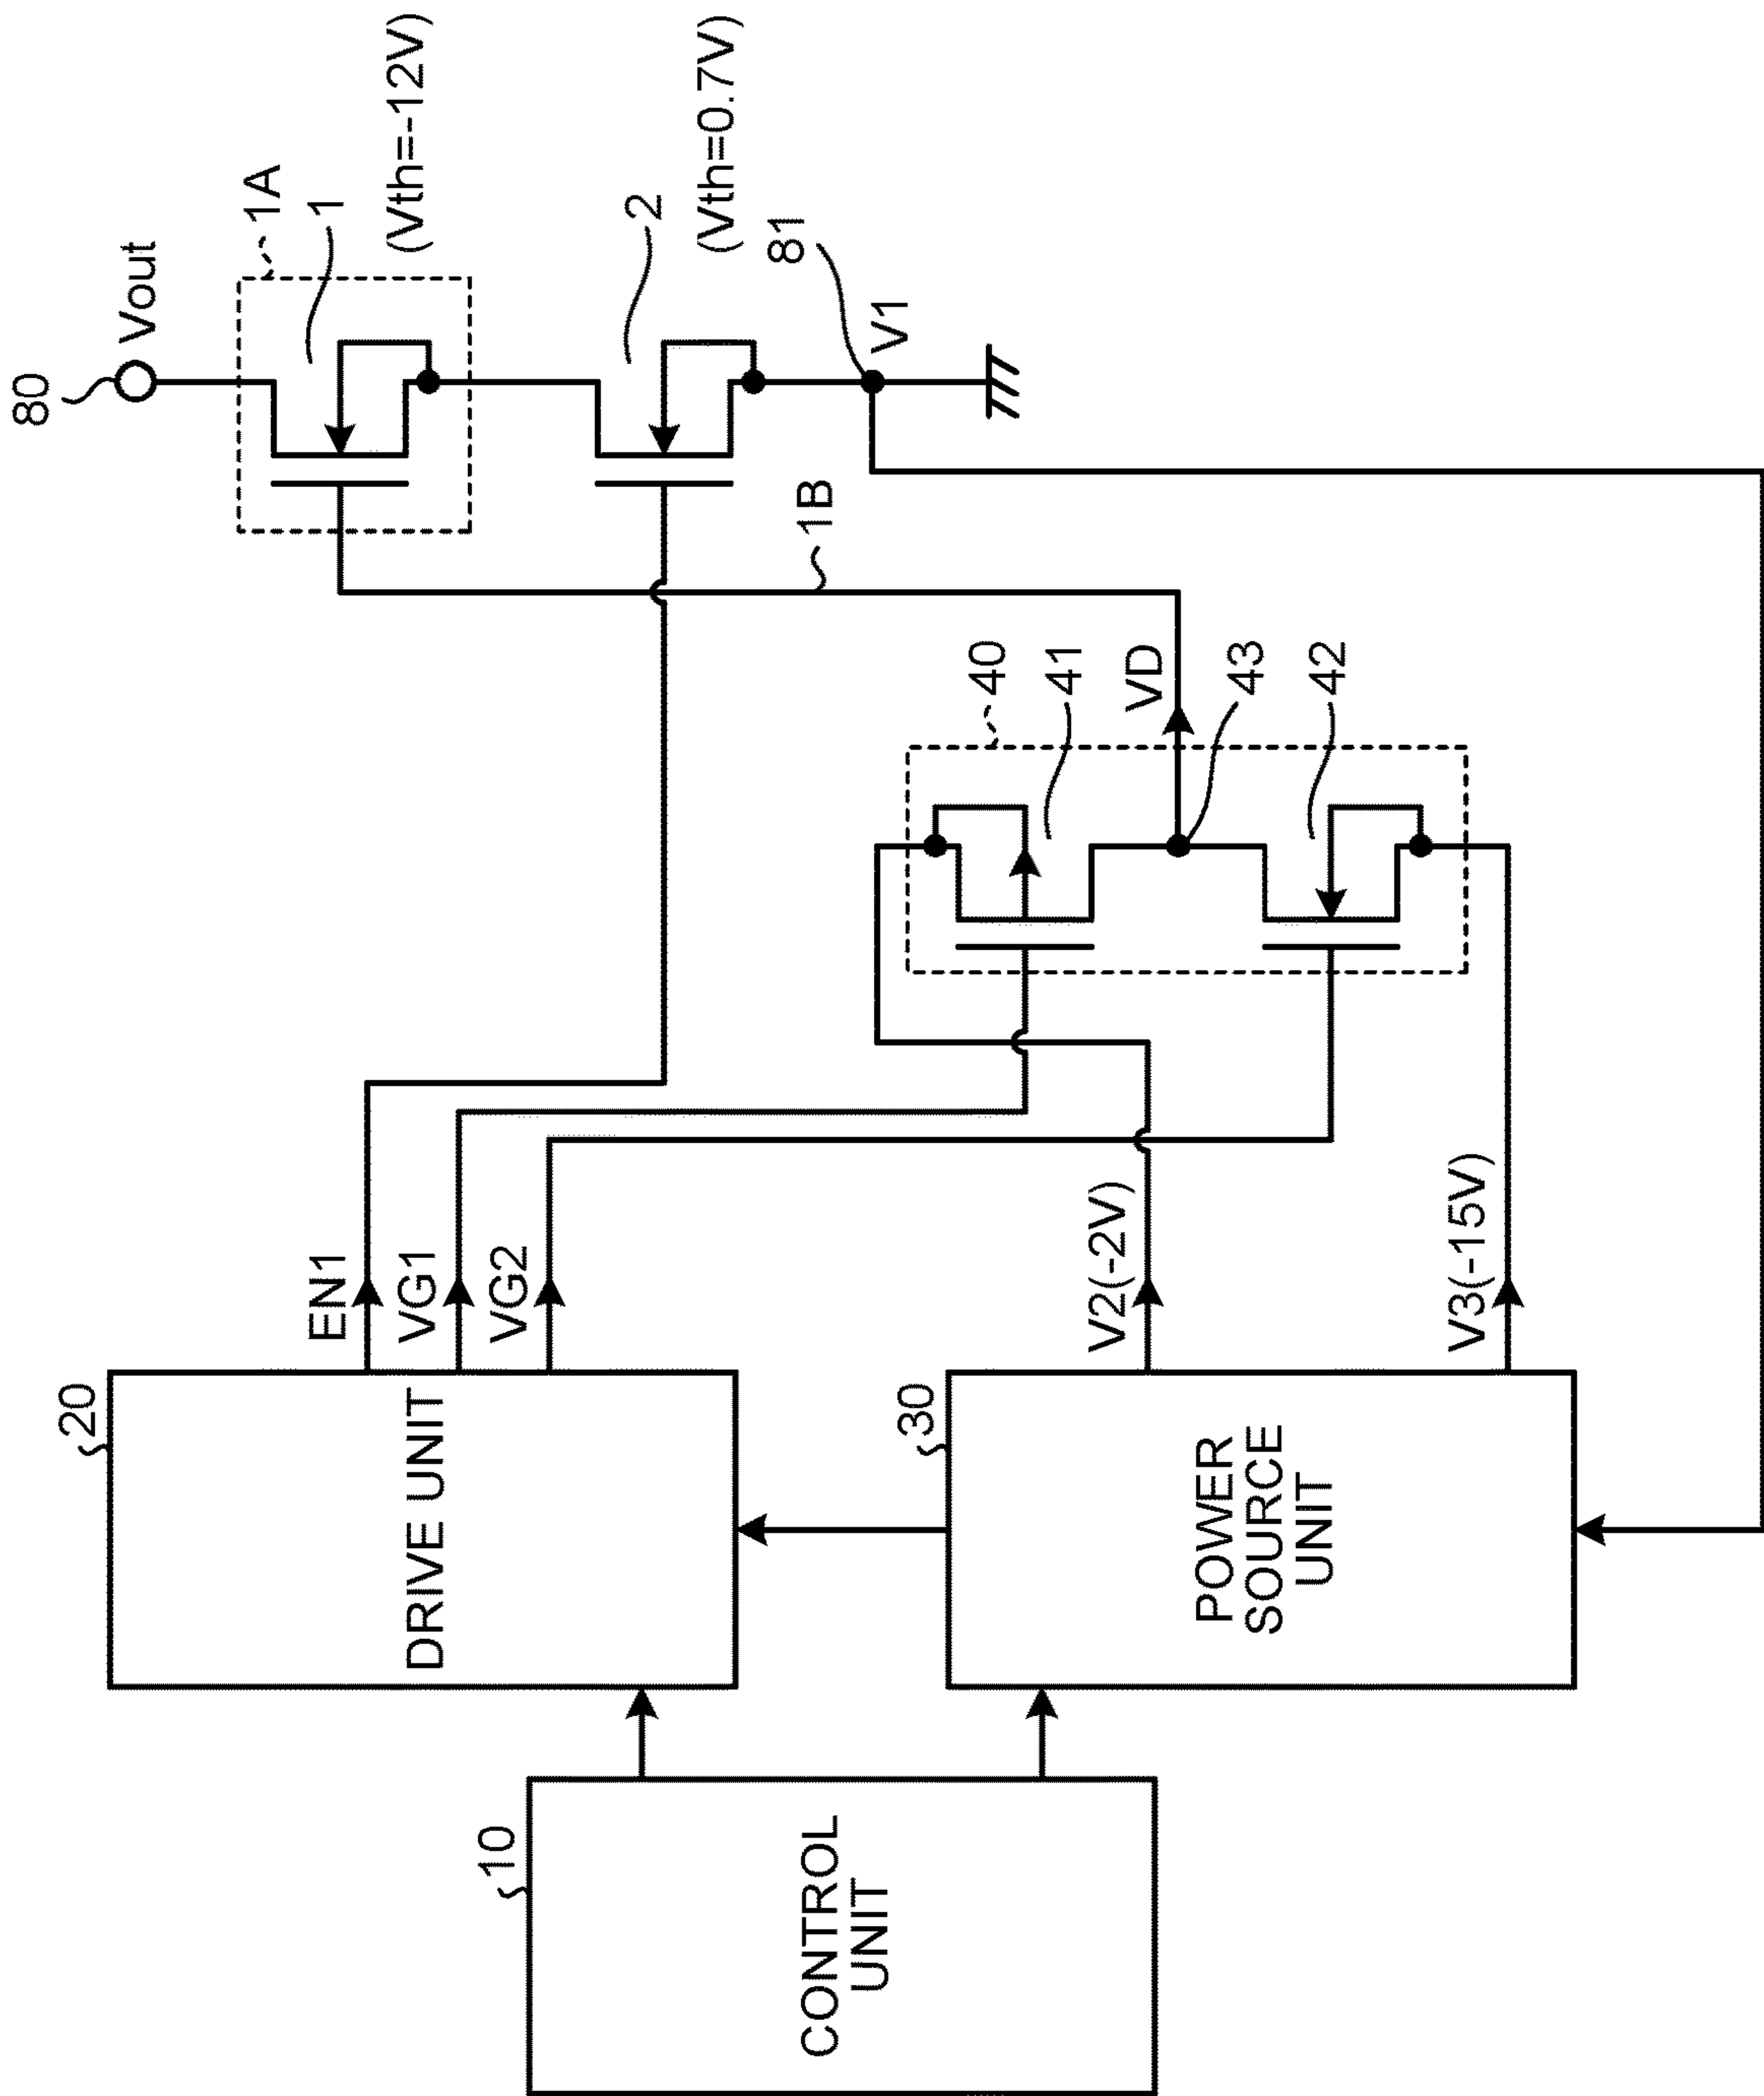 80
Vout
1A
1
(Vth=-12V)
2
(Vth=0.7V)
81
V1
1B
40
41
VD
43
42
EN1
VG1
VG2
V2(-2V)
V3(-15V)
20
DRIVE UNIT
30
POWER
SOURCE
UNIT
10
CONTROL
UNIT